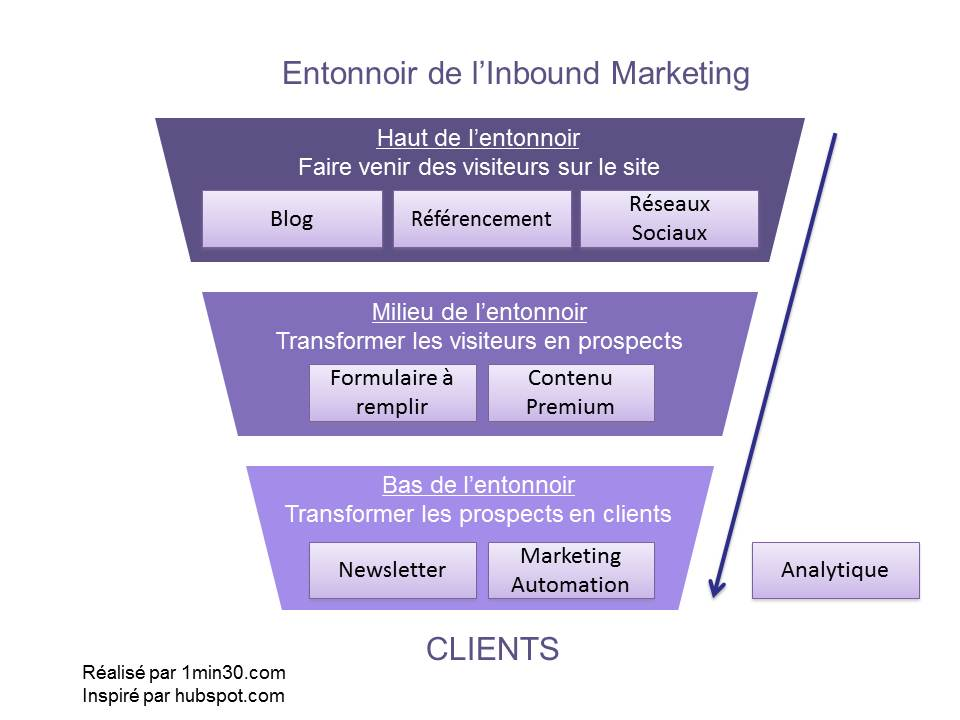 Entonnoir de l’Inbound Marketing
Haut de l’entonnoir
Faire venir des visiteurs sur le site
Blog
Référencement
Réseaux
Sociaux
Milieu de l’entonnoir
Transformer les visiteurs en prospects
Formulaire à
remplir
Contenu
Premium
Bas de l’entonnoir
Transformer les prospects en clients
Newsletter
Marketing
Automation
Analytique
CLIENTS
Réalisé par 1min30.com
Inspiré par hubspot.com